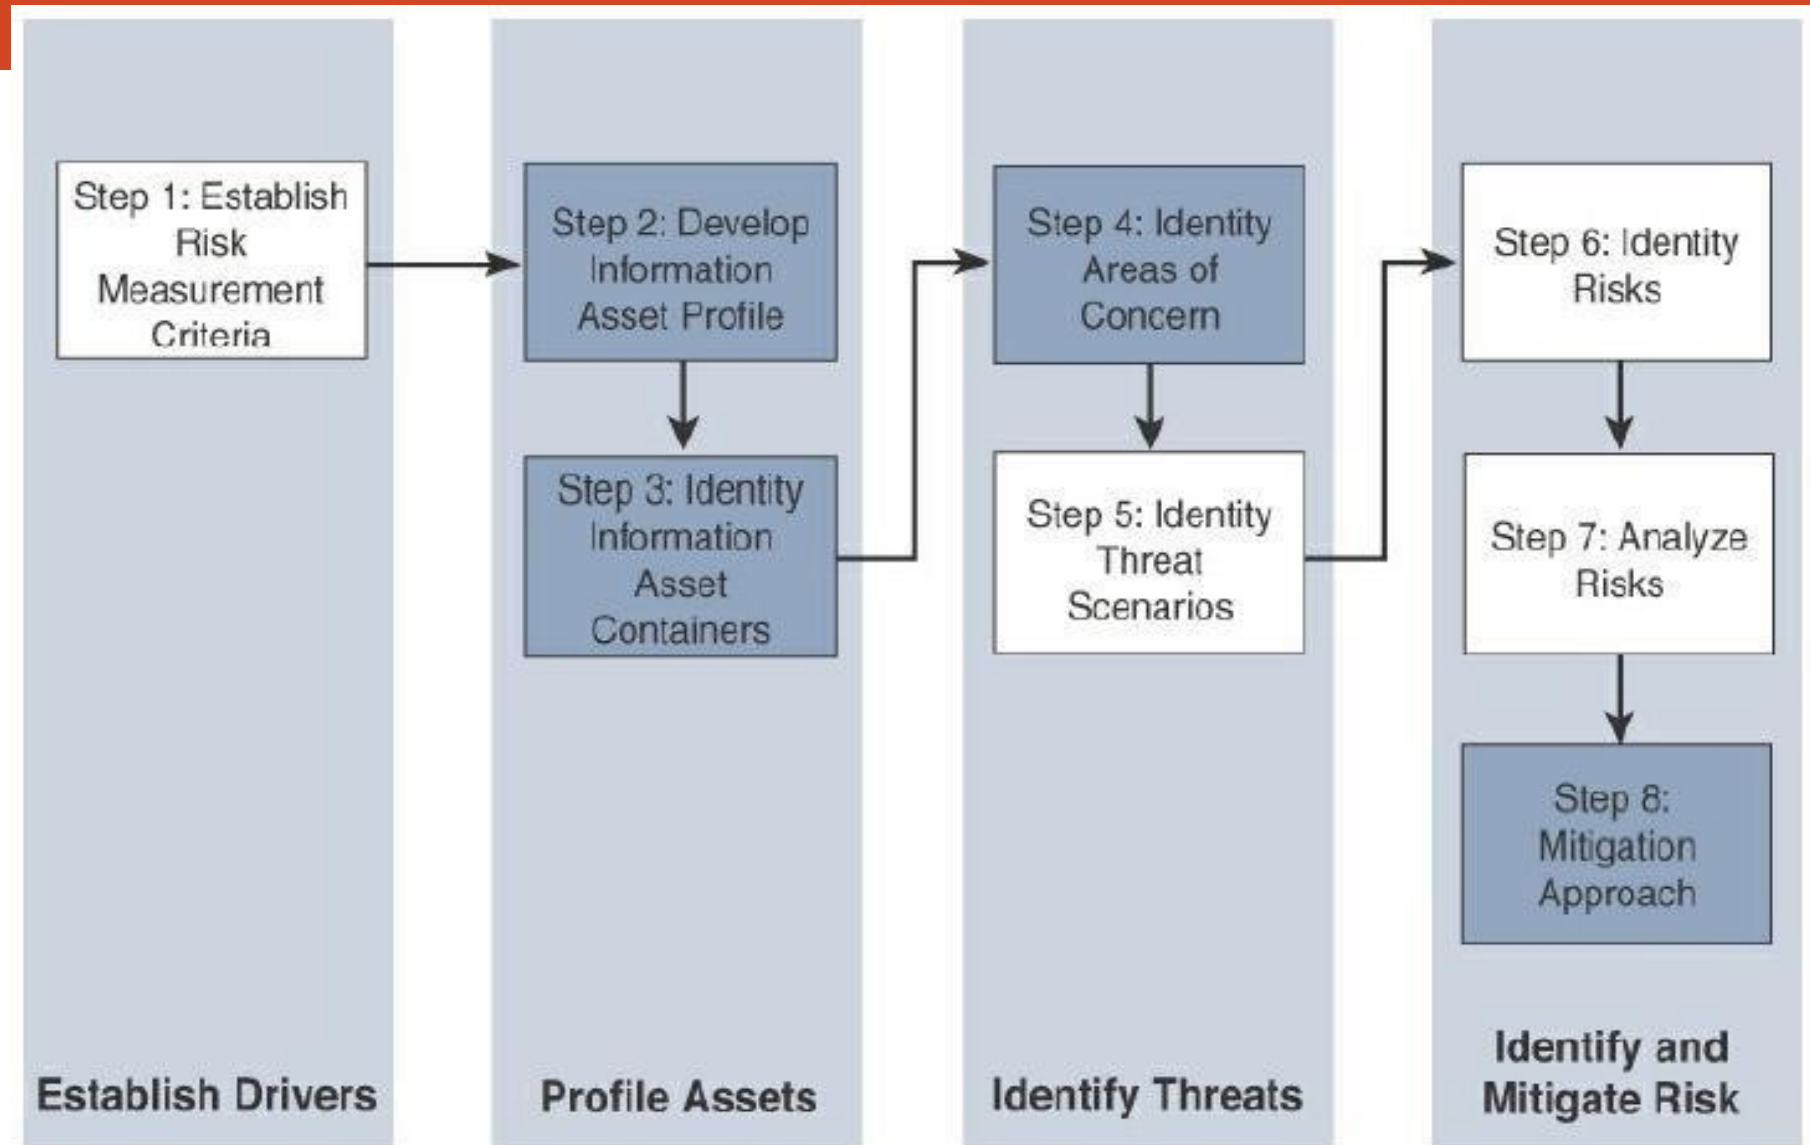 Step 1: Establish
Risk
Measurement
Criteria
Step 2: Develop
Information
Asset Profile
Step 3: Identity
Information
Asset
Containers
Step 4: Identity
Areas of
Concern
Step 5: Identity
Threat
Scenarios
Step 6: Identity
Risks
Step 7: Analyze
Risks
Step 8:
Mitigation
Approach
Establish Drivers
Profile Assets
Identify Threats
Identify and
Mitigate Risk